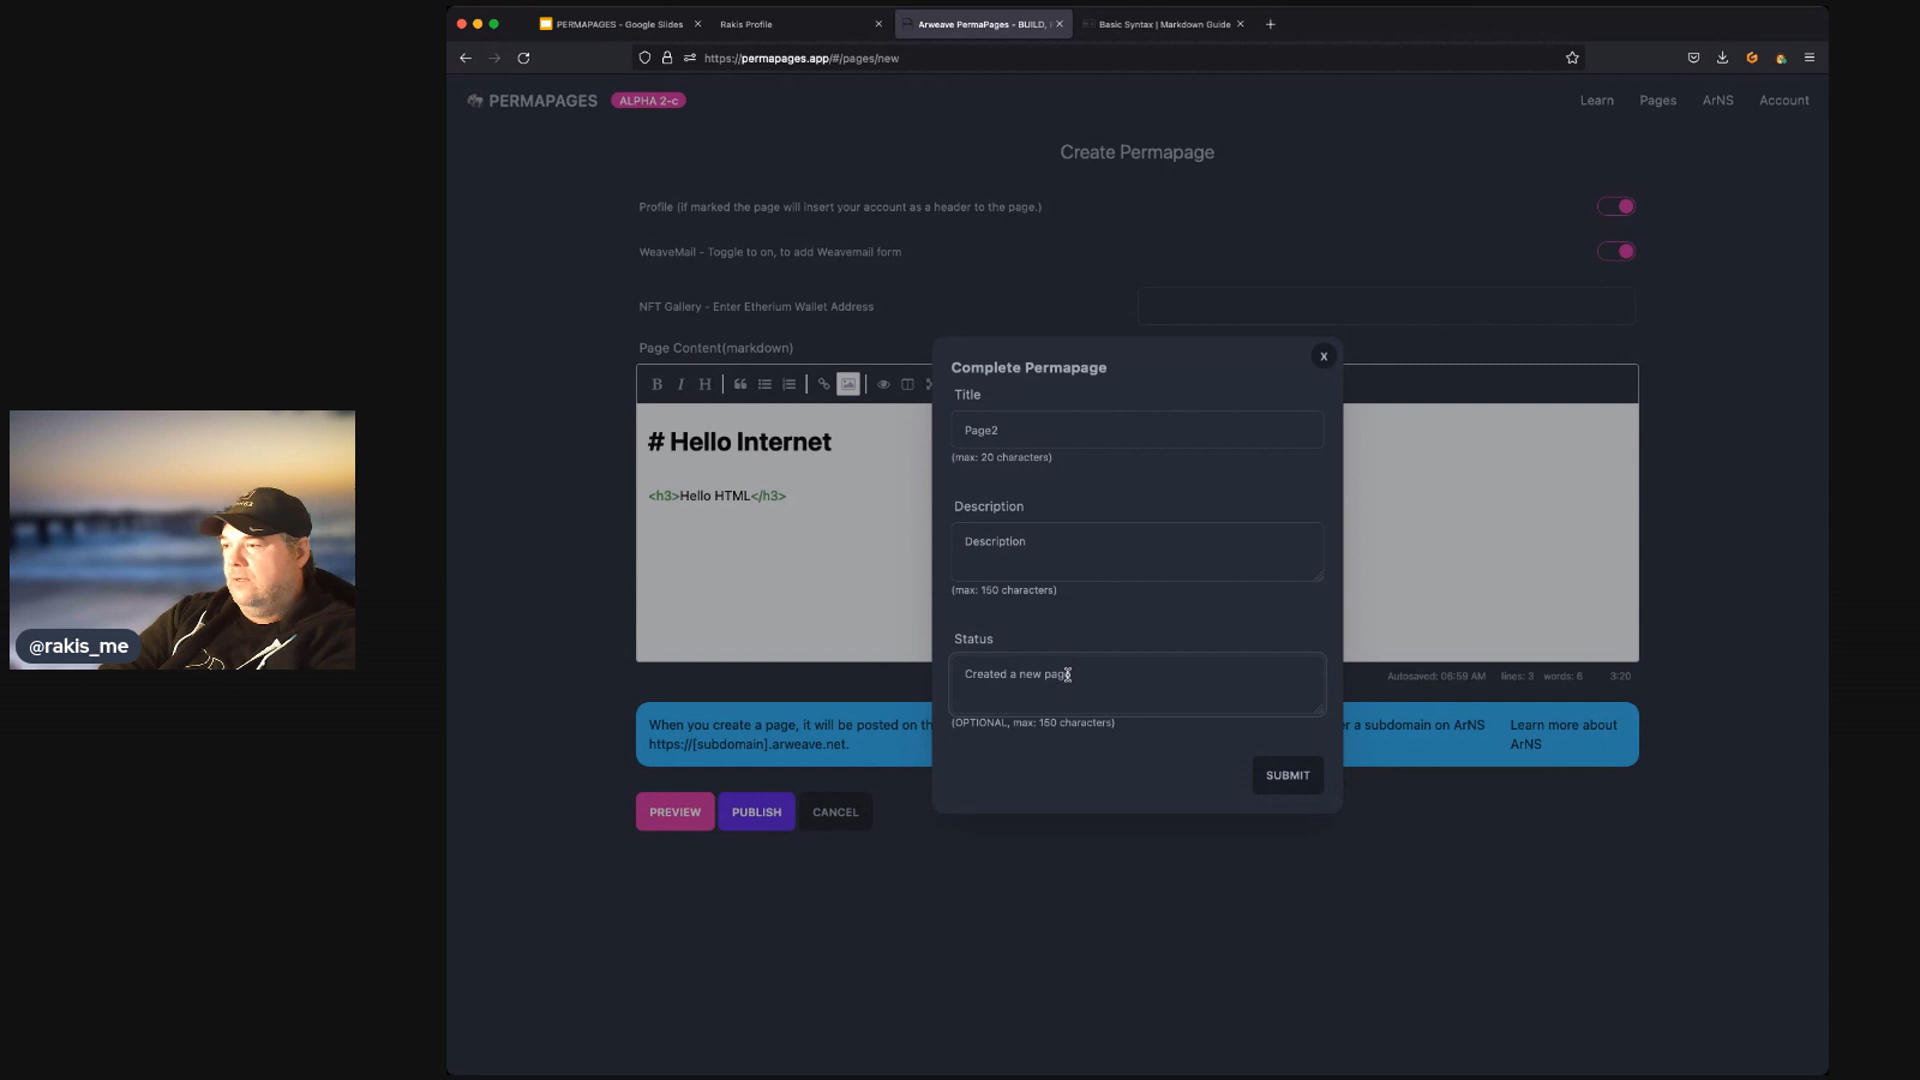 PERMAPAGES - Google Slides
Rakis Profile
Arweave PermaPages - BUILD,
Basic Syntax | Markdown Guide
https://permapages.app/#/pages/new
PERMAPAGES
ALPHA 2-c
Learn
Pages
ArNS
Account
Create Permapage
Profile (if marked the page will insert your account as a header to the page.)
WeaveMail - Toggle to on, to add Weavemail form
NFT Gallery - Enter Etherium Wallet Address
Page Content(markdown)
B I H
# Hello Internet
<h3>Hello HTML</h3>
Complete Permapage
X
Title
Page2
(max: 20 characters)
Description
Description
(max: 150 characters)
Status
Created a new page
(OPTIONAL, max: 150 characters)
SUBMIT
Autosaved: 06:59 AM lines: 3 words: 6 3:20
When you create a page, it will be posted on th
https://[subdomain].arweave.net.
r a subdomain on ArNS
Learn more about
ArNS
PREVIEW
PUBLISH
CANCEL
@rakis_me